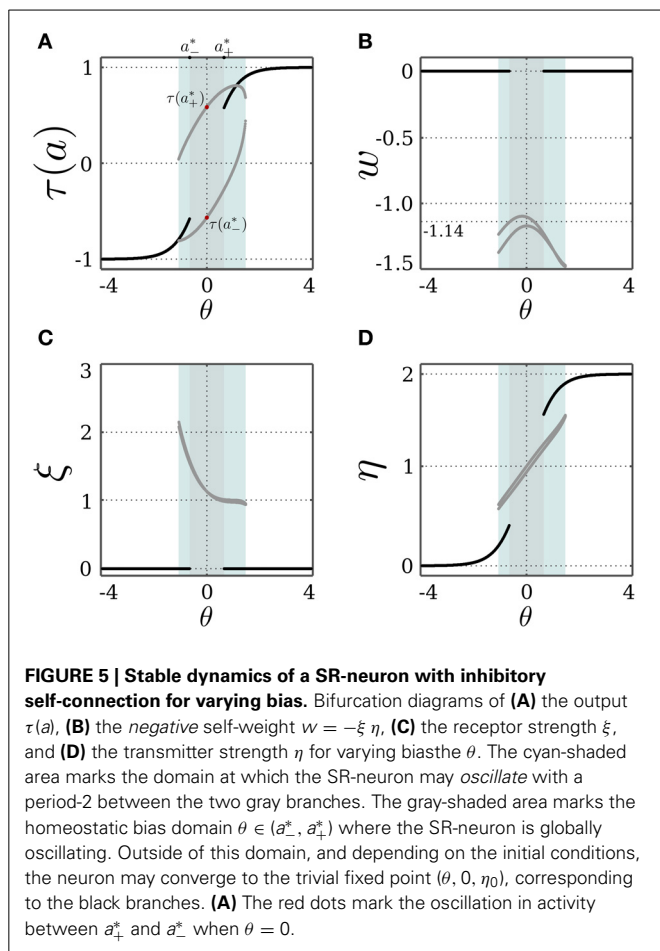 A
a*₋ a*₊
1
τ(a*₊)
τ(a)
0
τ(a*₋)
-1
-4 0 4
θ
B
0
-0.5
w
-1.0
-1.14
-1.5
-4 0 4
θ
C
3
2
ξ
1
0
-4 0 4
θ
D
2
η
1
0
-4 0 4
θ
FIGURE 5 | Stable dynamics of a SR-neuron with inhibitory
self-connection for varying bias. Bifurcation diagrams of (A) the output
τ(a), (B) the negative self-weight w = −ξ η, (C) the receptor strength ξ,
and (D) the transmitter strength η for varying biasthe θ. The cyan-shaded
area marks the domain at which the SR-neuron may oscillate with a
period-2 between the two gray branches. The gray-shaded area marks the
homeostatic bias domain θ ∈ (a*₋, a*₊) where the SR-neuron is globally
oscillating. Outside of this domain, and depending on the initial conditions,
the neuron may converge to the trivial fixed point (θ, 0, η₀), corresponding
to the black branches. (A) The red dots mark the oscillation in activity
between a*₊ and a*₋ when θ = 0.